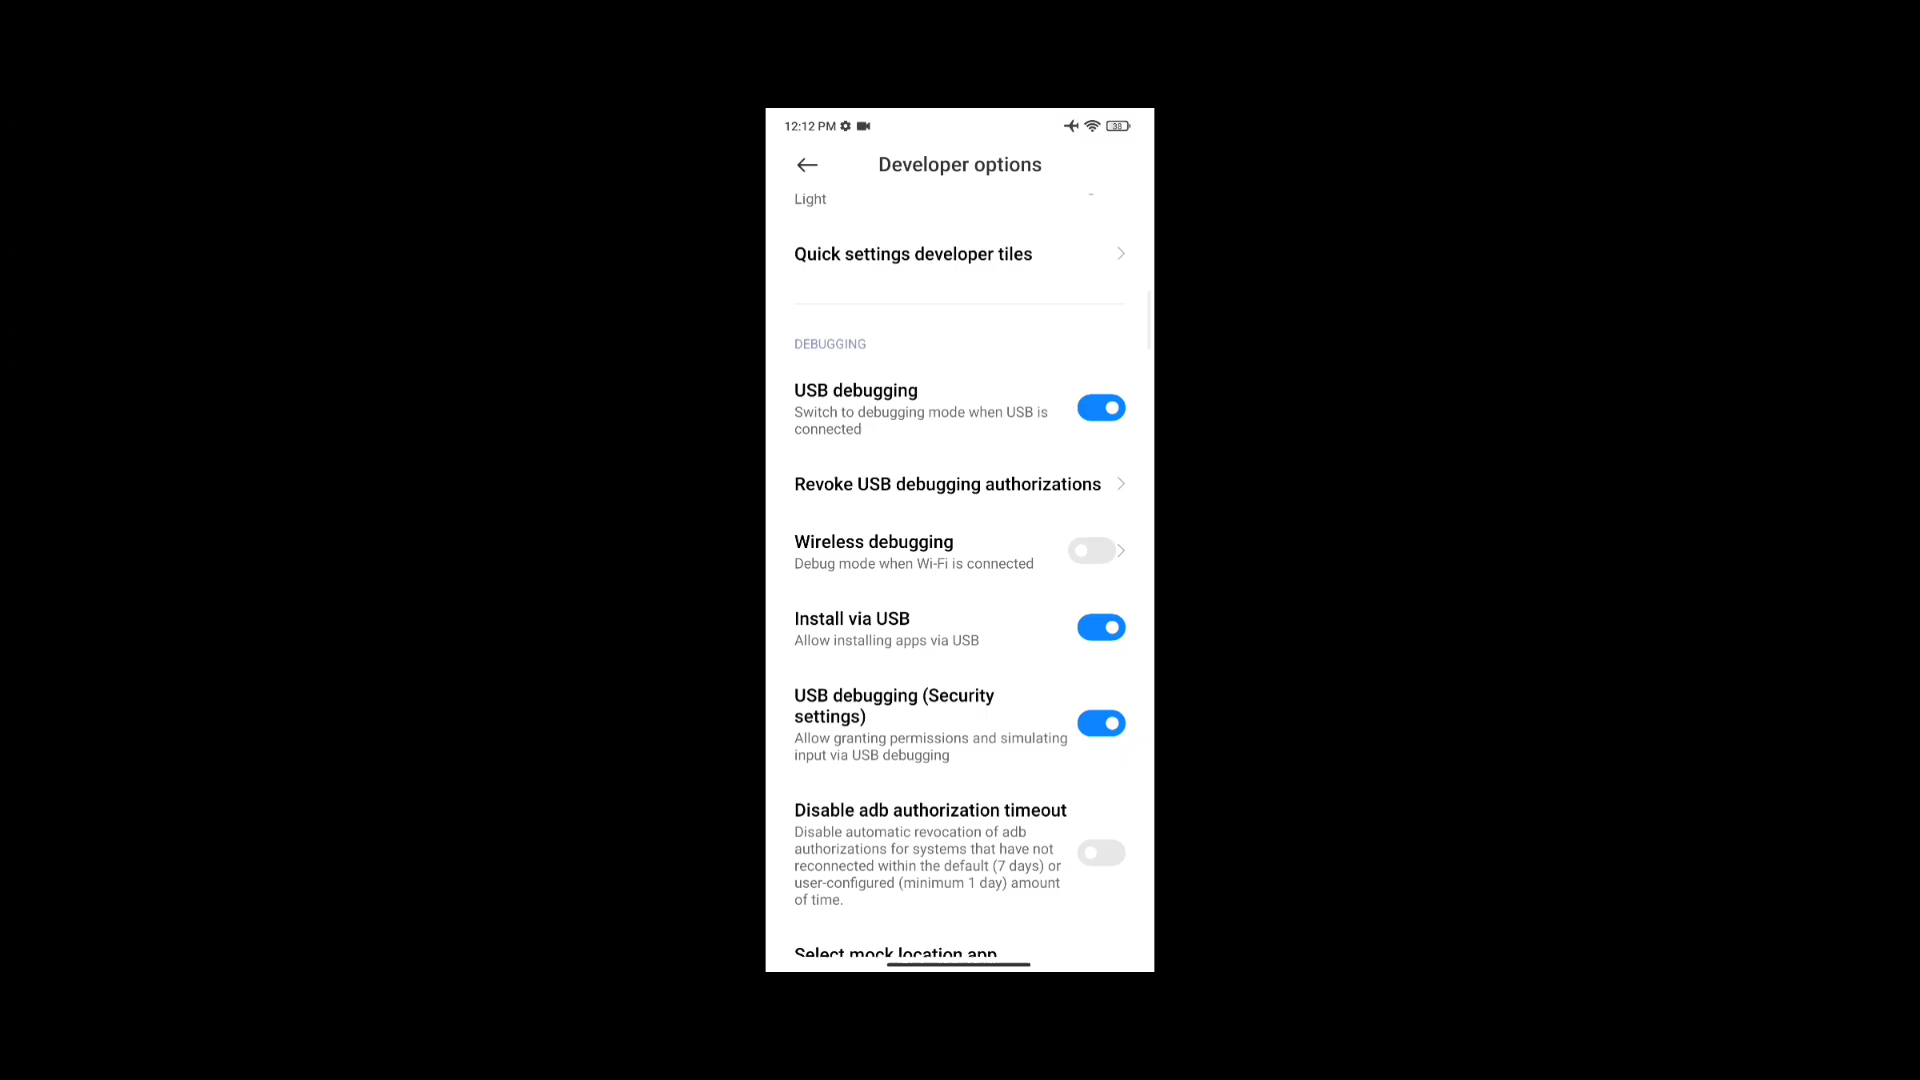 12:12 PM 38
Developer options
Light
Quick settings developer tiles
DEBUGGING
USB debugging
Switch to debugging mode when USB is
connected
Revoke USB debugging authorizations
Wireless debugging
Debug mode when Wi-Fi is connected
Install via USB
Allow installing apps via USB
USB debugging (Security
settings)
Allow granting permissions and simulating
input via USB debugging
Disable adb authorization timeout
Disable automatic revocation of adb
authorizations for systems that have not
reconnected within the default (7 days) or
user-configured (minimum 1 day) amount
of time.
Select mock location app